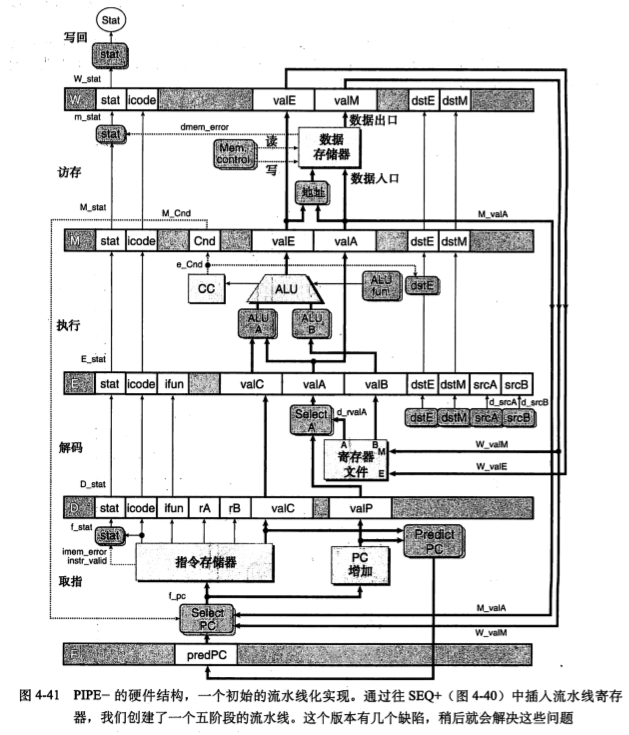 Stat
写回
stat
W_stat
W stat icode valE valM dstE dstM
m_stat
数据出口
dmem_error
stat
Mem. control
读
写
数据存储器
访存
地址
数据入口
M_stat
M_Cnd
M_valA
M stat icode Cnd valE valA dstE dstM
e_Cnd
CC
ALU
ALU fun.
dstE
ALU A
ALU B
执行
E_stat
E stat icode ifun valC valA valB dstE dstM srcA srcB
d_srcA d_srcB
Select A
d_rvalA
dstE dstM srcA srcB
A B
M
寄存器文件
E
W_valM
W_valE
解码
D_stat
D stat icode ifun rA rB valC valP
f_stat
stat
imem_error
instr_valid
指令存储器
PC增加
Predict PC
取指
f_pc
M_valA
Select PC
W_valM
F predPC
图 4-41 PIPE- 的硬件结构，一个初始的流水线化实现。通过往 SEQ+（图 4-40）中插入流水线寄存
器，我们创建了一个五阶段的流水线。这个版本有几个缺陷，稍后就会解决这些问题